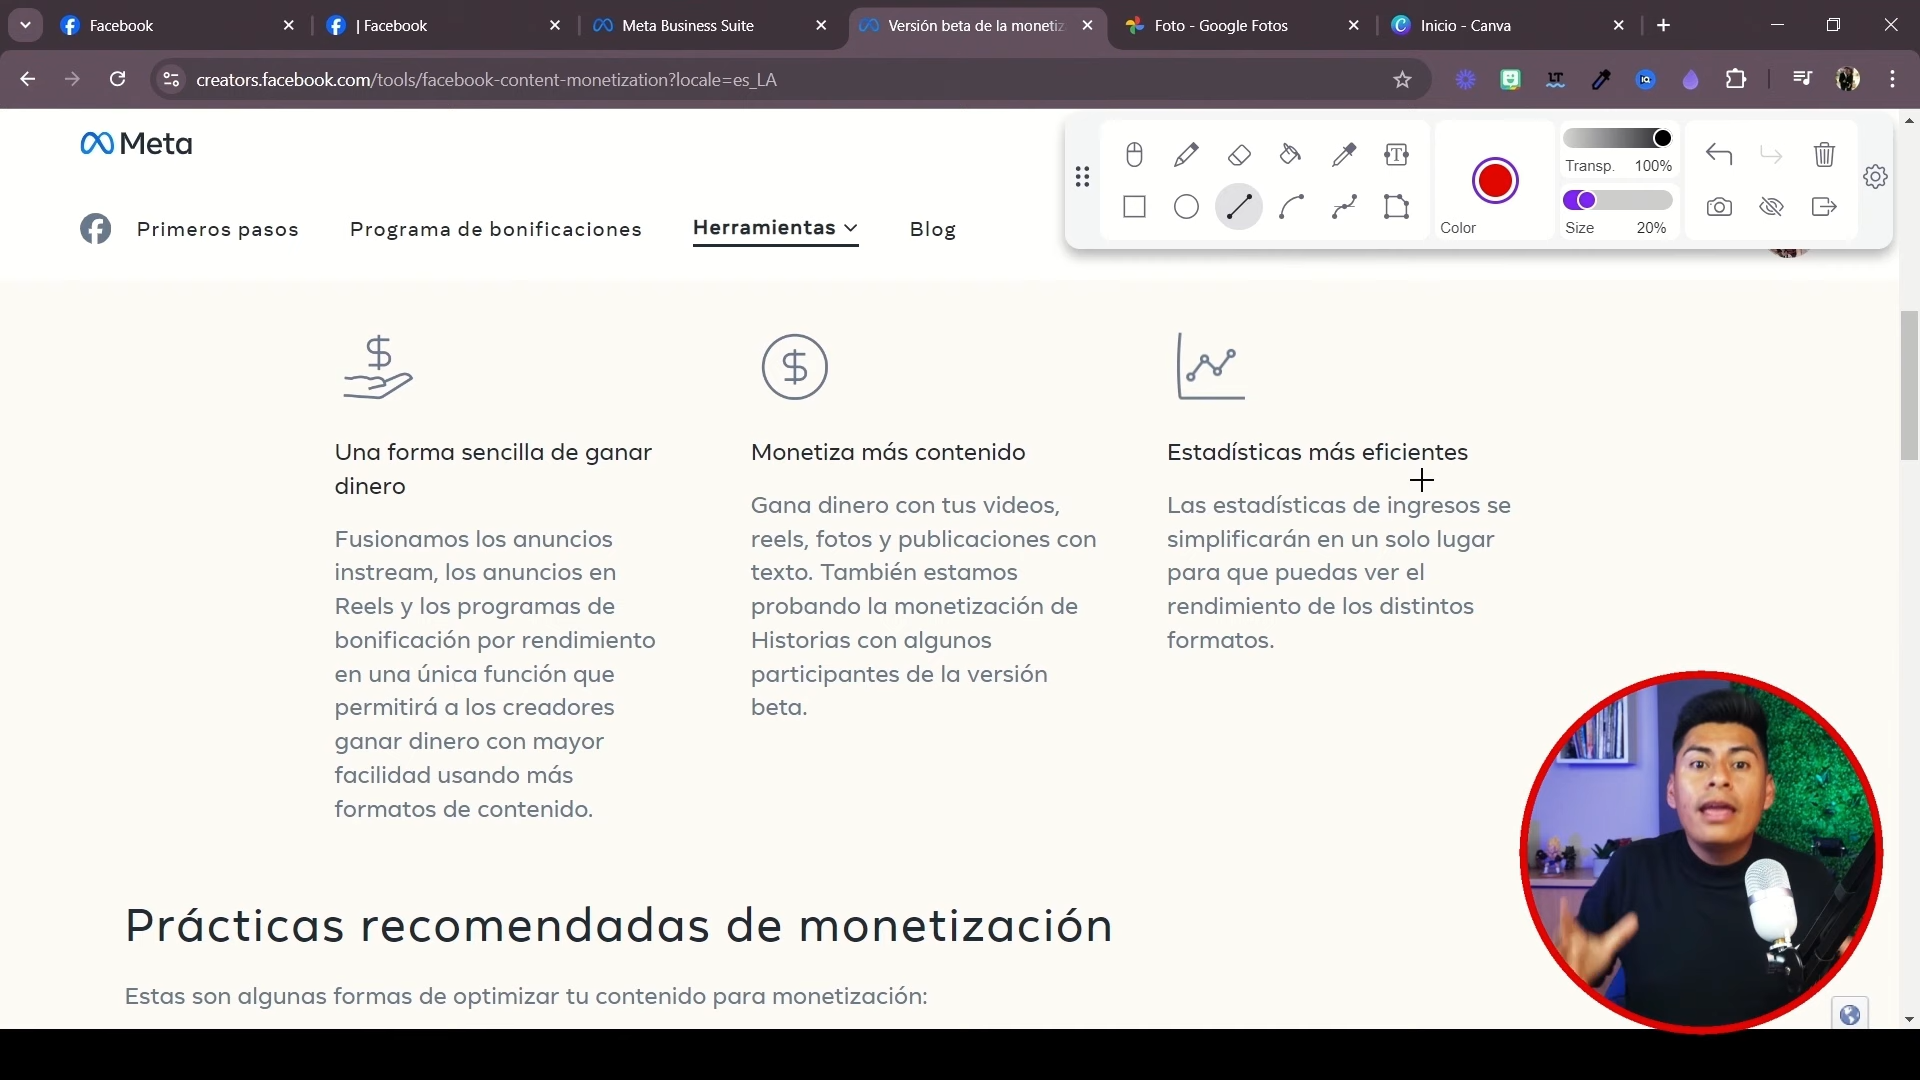 Facebook
| Facebook
Meta Business Suite
Versión beta de la monetiz
Foto - Google Fotos
Inicio - Canva
creators.facebook.com/tools/facebook-content-monetization?locale=es_LA
Meta
Primeros pasos
Programa de bonificaciones
Herramientas
Blog
Color
Transp. 100%
Size 20%
Una forma sencilla de ganar
dinero
Fusionamos los anuncios
instream, los anuncios en
Reels y los programas de
bonificación por rendimiento
en una única función que
permitirá a los creadores
ganar dinero con mayor
facilidad usando más
formatos de contenido.
Monetiza más contenido
Gana dinero con tus videos,
reels, fotos y publicaciones con
texto. También estamos
probando la monetización de
Historias con algunos
participantes de la versión
beta.
Estadísticas más eficientes
Las estadísticas de ingresos se
simplificarán en un solo lugar
para que puedas ver el
rendimiento de los distintos
formatos.
Prácticas recomendadas de monetización
Estas son algunas formas de optimizar tu contenido para monetización: